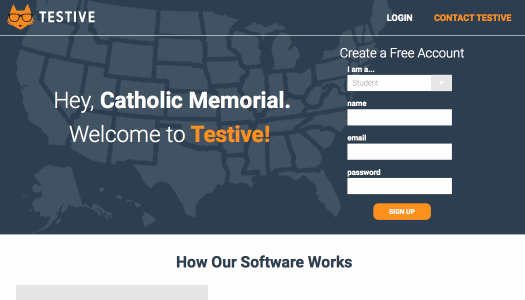 TESTIVE
LOGIN
CONTACT TESTIVE
Hey, Catholic Memorial.
Welcome to Testive!
Create a Free Account
I am a...
Student
name
email
password
SIGN UP
How Our Software Works